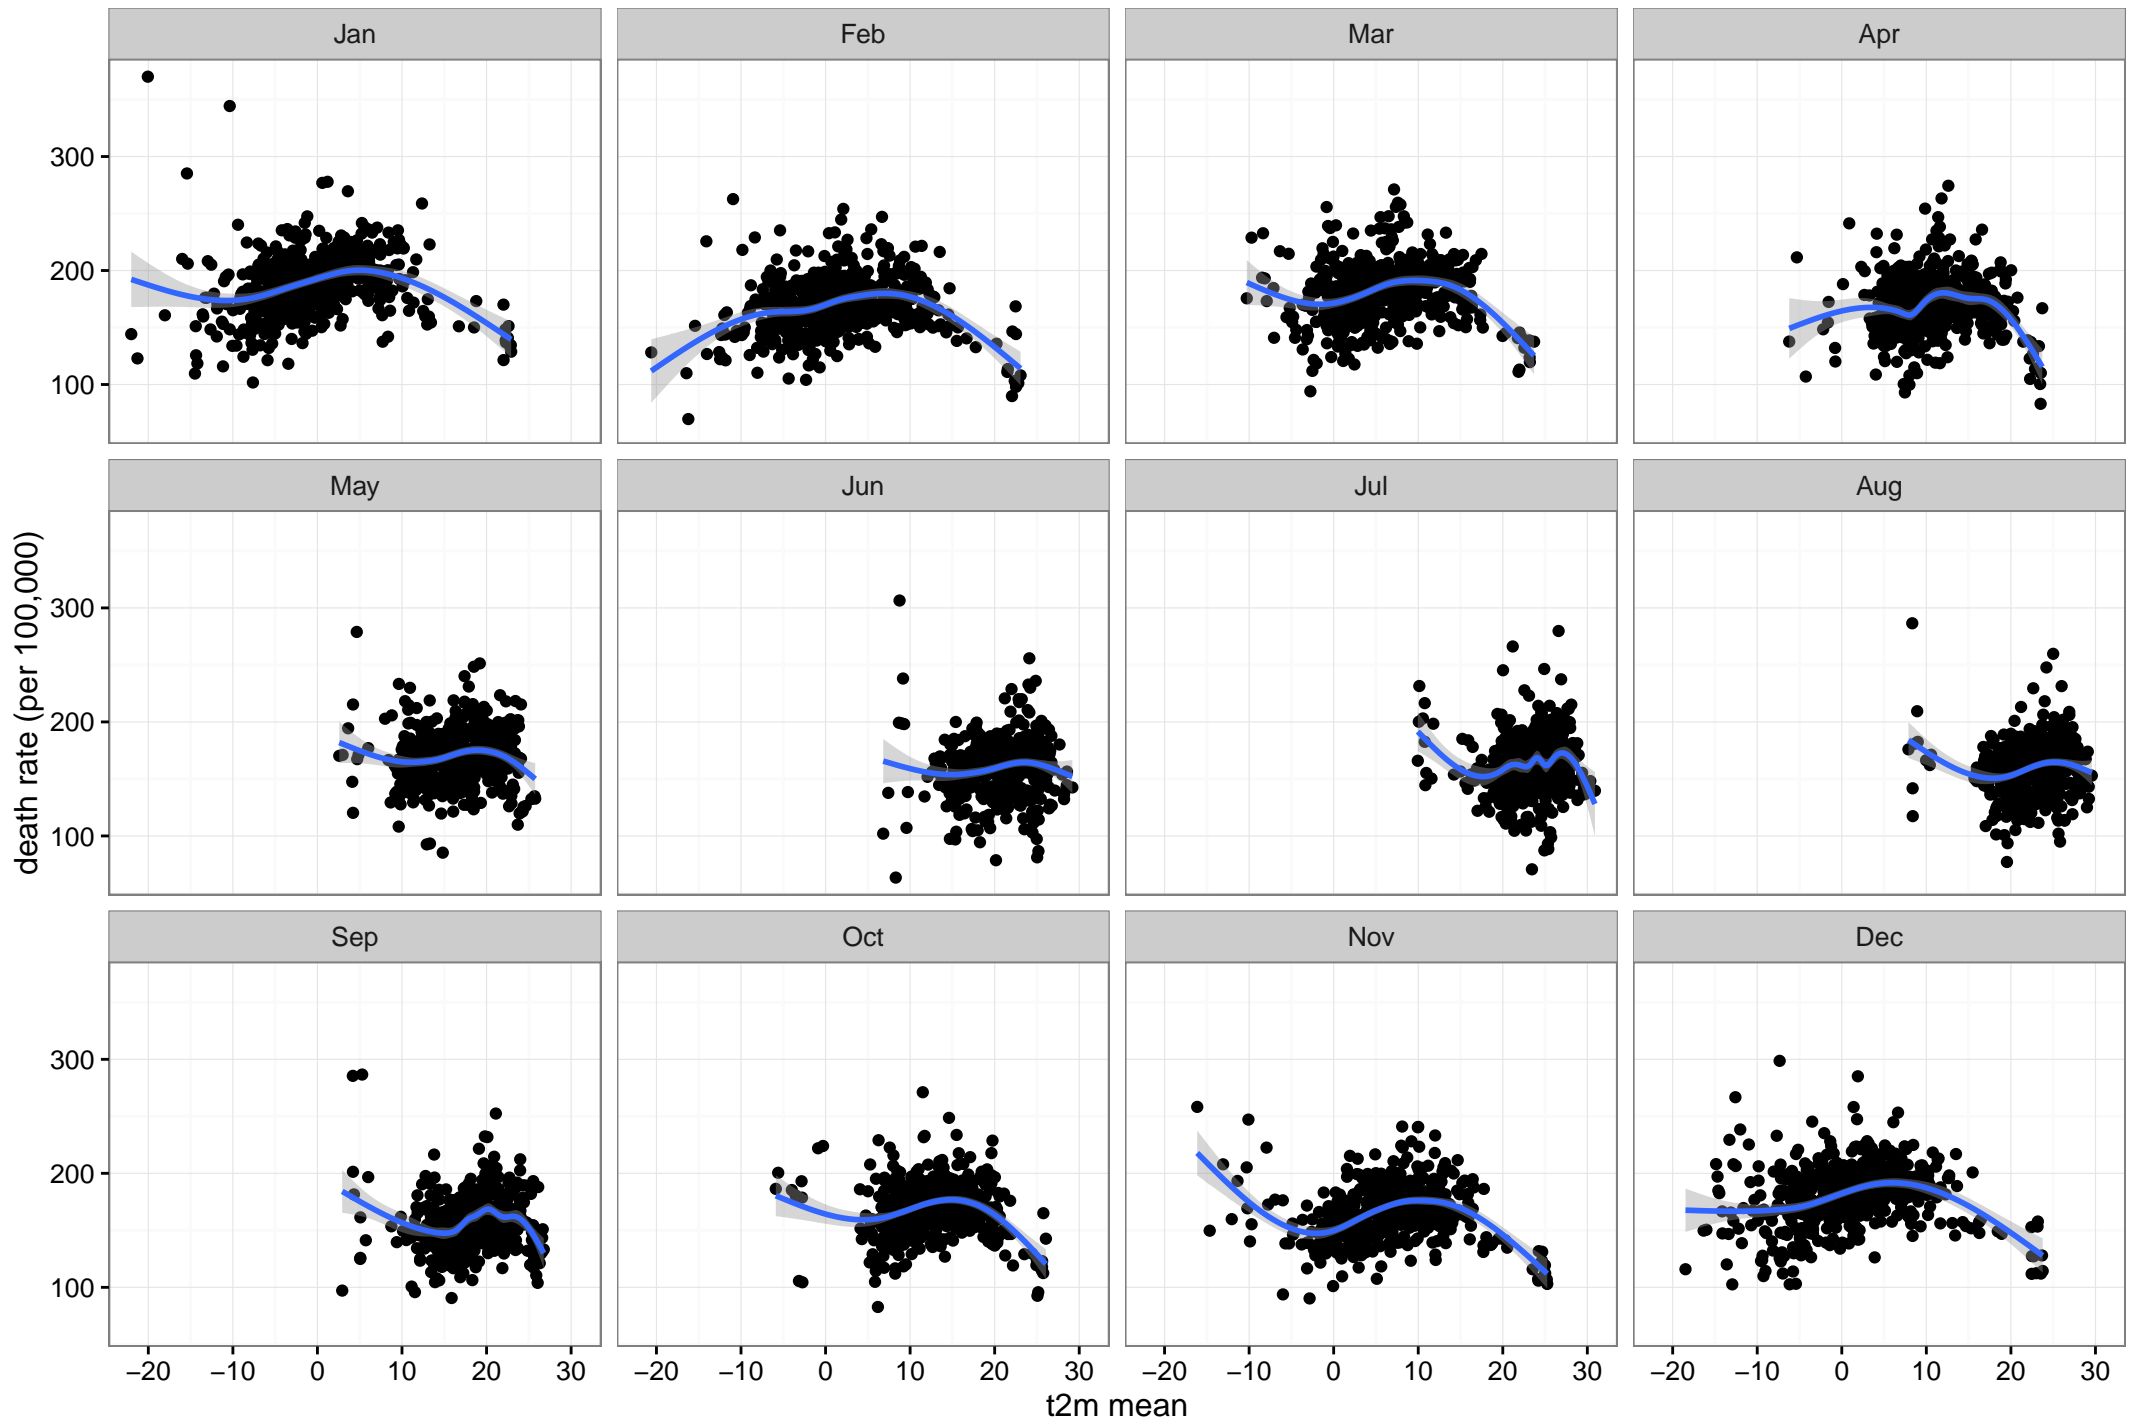 Jan Feb Mar Apr
300
200
100
May Jun Jul Aug
death rate (per 100,000)
300
200
100
Sep Oct Nov Dec
300
200
100
−20 −10 0 10 20 30 −20 −10 0 10 20 30 −20 −10 0 10 20 30 −20 −10 0 10 20 30
t2m mean